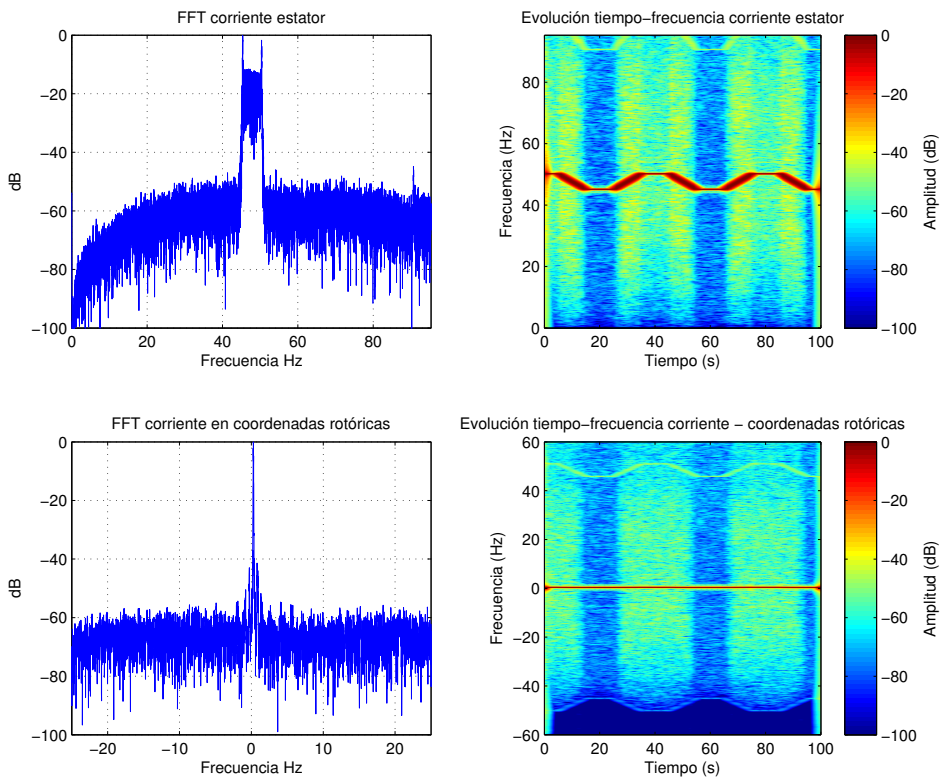 FFT corriente estator
0
−20
−40
−60
−80
−100
dB
0 20 40 60 80
Frecuencia Hz
Evolución tiempo−frecuencia corriente estator
80
60
40
20
0
Frecuencia (Hz)
0 20 40 60 80 100
Tiempo (s)
0
−20
−40
−60
−80
−100
Amplitud (dB)
FFT corriente en coordenadas rotóricas
0
−20
−40
−60
−80
−100
dB
−20 −10 0 10 20
Frecuencia Hz
Evolución tiempo−frecuencia corriente − coordenadas rotóricas
60
40
20
0
−20
−40
−60
Frecuencia (Hz)
0 20 40 60 80 100
Tiempo (s)
0
−20
−40
−60
−80
−100
Amplitud (dB)